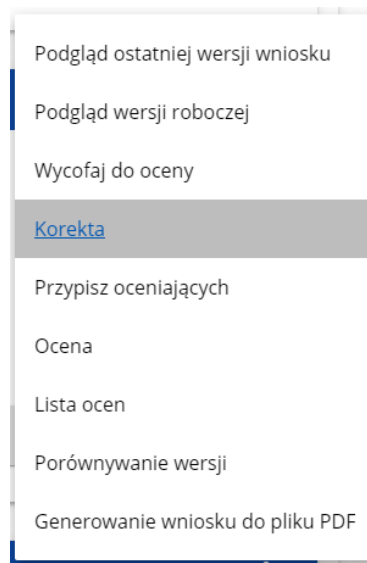 Podgląd ostatniej wersji wniosku
Podgląd wersji roboczej
Wycofaj do oceny
Korekta
Przypisz oceniających
Ocena
Lista ocen
Porównywanie wersji
Generowanie wniosku do pliku PDF